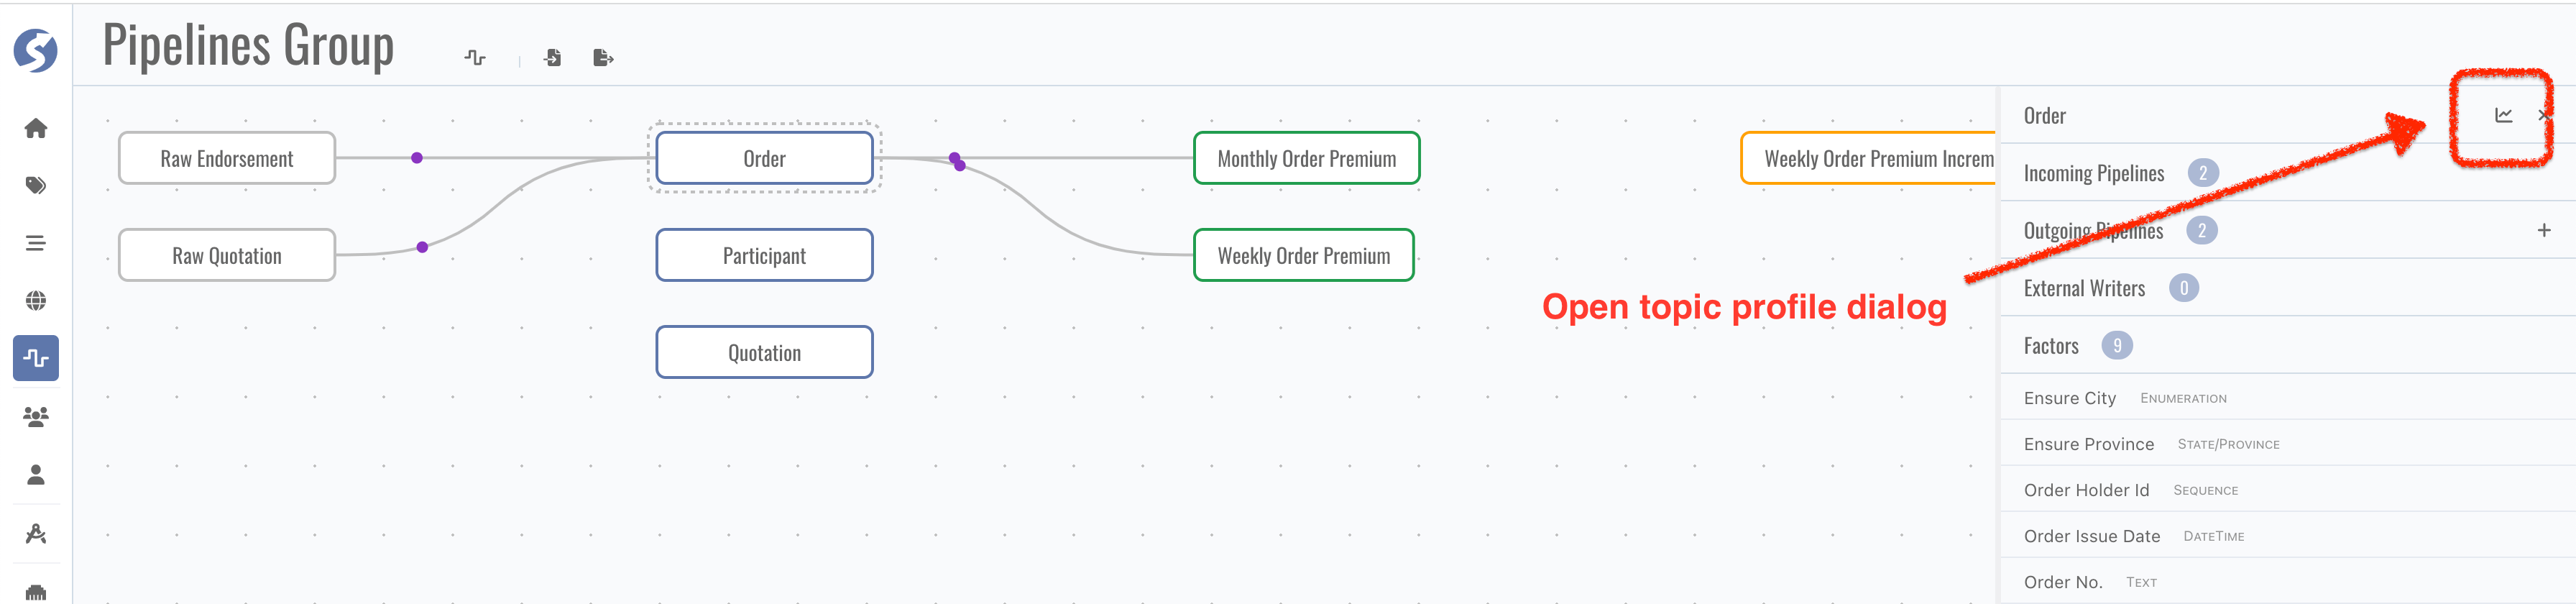 Pipelines Group
Raw Endorsement
Order
Monthly Order Premium
Weekly Order Premium Increm
Raw Quotation
Participant
Weekly Order Premium
Quotation
Open topic profile dialog
Order
Incoming Pipelines 2
Outgoing Pipelines 2
External Writers 0
Factors 9
Ensure City ENUMERATION
Ensure Province STATE/PROVINCE
Order Holder Id SEQUENCE
Order Issue Date DATETIME
Order No. TEXT